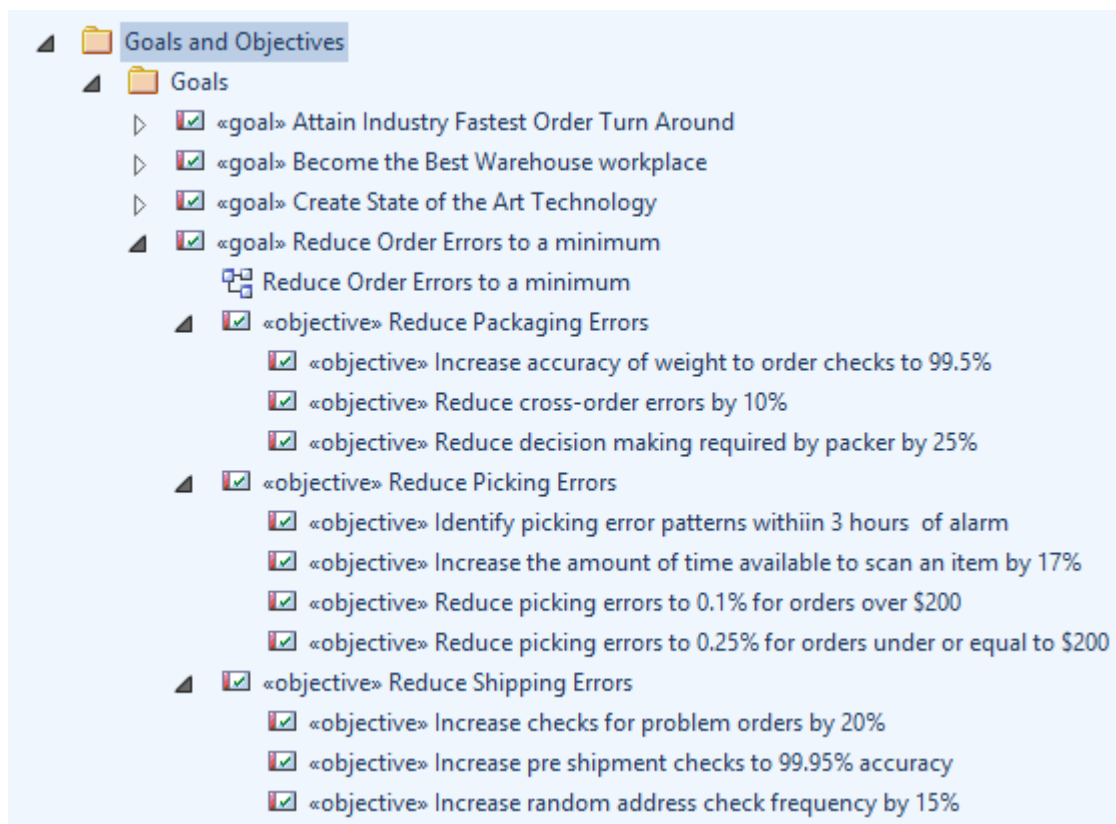 Goals and Objectives
Goals
«goal» Attain Industry Fastest Order Turn Around
«goal» Become the Best Warehouse workplace
«goal» Create State of the Art Technology
«goal» Reduce Order Errors to a minimum
Reduce Order Errors to a minimum
«objective» Reduce Packaging Errors
«objective» Increase accuracy of weight to order checks to 99.5%
«objective» Reduce cross-order errors by 10%
«objective» Reduce decision making required by packer by 25%
«objective» Reduce Picking Errors
«objective» Identify picking error patterns withiin 3 hours  of alarm
«objective» Increase the amount of time available to scan an item by 17%
«objective» Reduce picking errors to 0.1% for orders over $200
«objective» Reduce picking errors to 0.25% for orders under or equal to $200
«objective» Reduce Shipping Errors
«objective» Increase checks for problem orders by 20%
«objective» Increase pre shipment checks to 99.95% accuracy
«objective» Increase random address check frequency by 15%